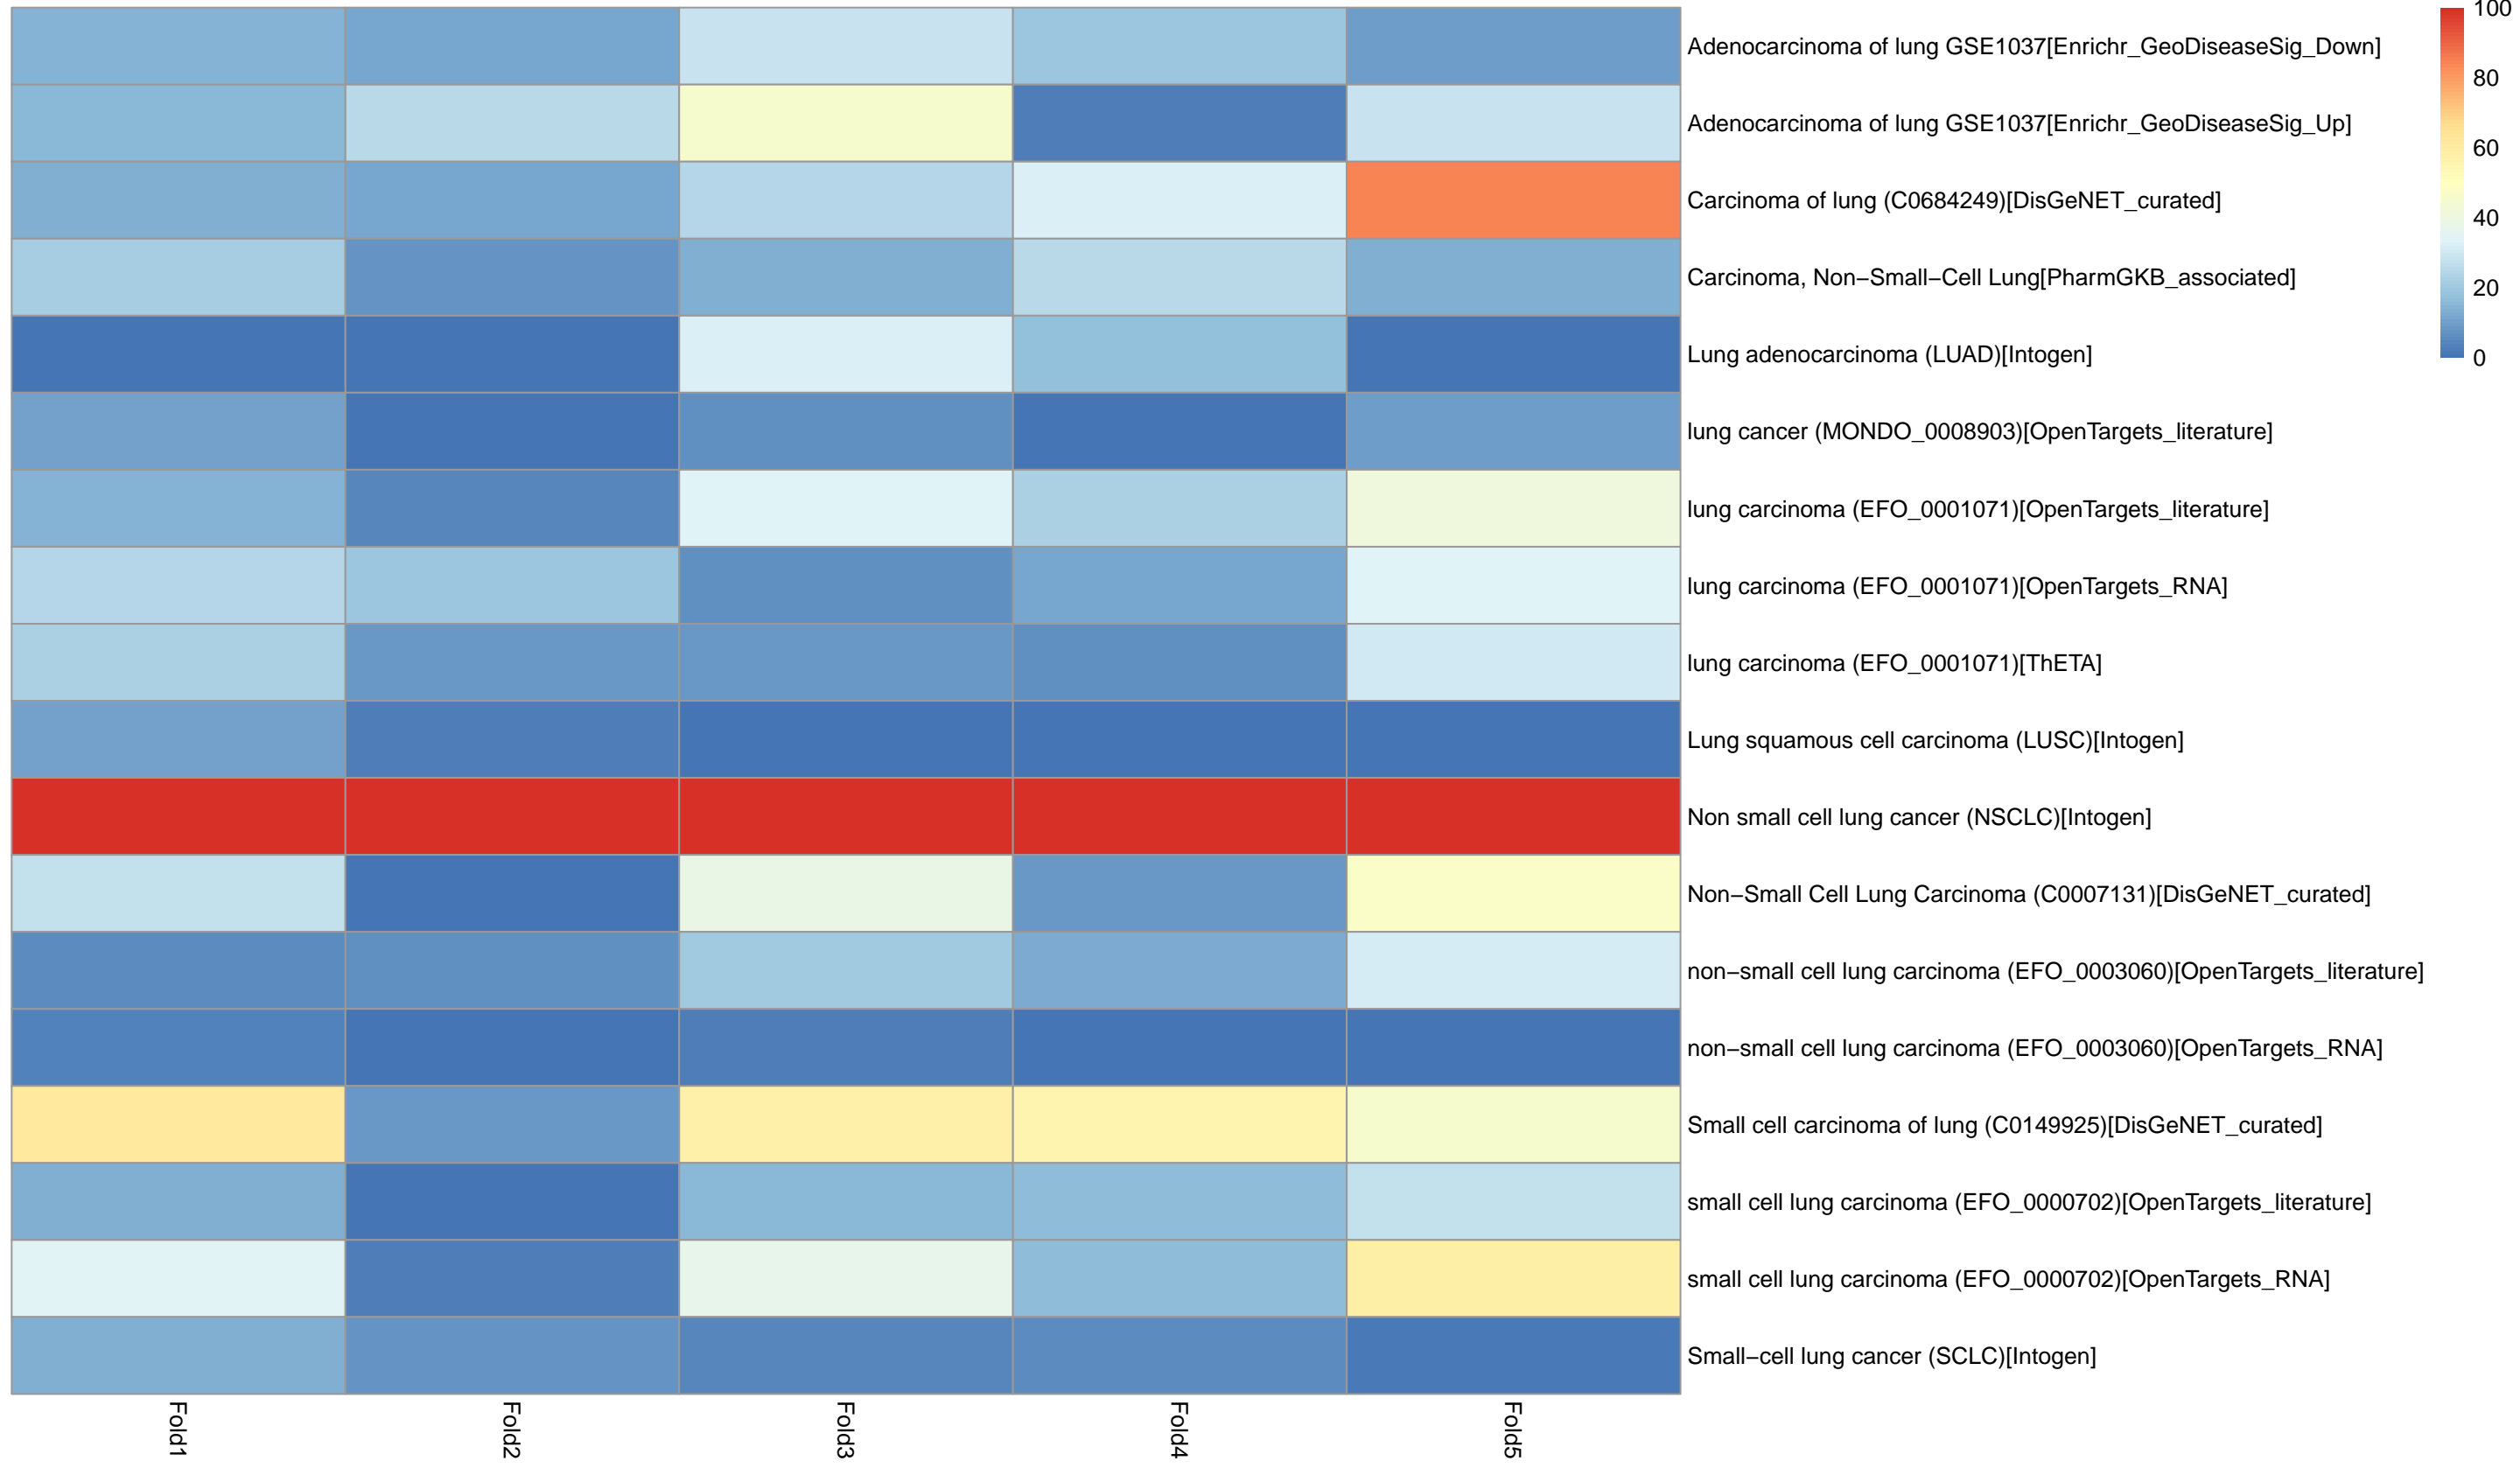 Adenocarcinoma of lung GSE1037[Enrichr_GeoDiseaseSig_Down]
Adenocarcinoma of lung GSE1037[Enrichr_GeoDiseaseSig_Up]
Carcinoma of lung (C0684249)[DisGeNET_curated]
Carcinoma, Non−Small−Cell Lung[PharmGKB_associated]
Lung adenocarcinoma (LUAD)[Intogen]
lung cancer (MONDO_0008903)[OpenTargets_literature]
lung carcinoma (EFO_0001071)[OpenTargets_literature]
lung carcinoma (EFO_0001071)[OpenTargets_RNA]
lung carcinoma (EFO_0001071)[ThETA]
Lung squamous cell carcinoma (LUSC)[Intogen]
Non small cell lung cancer (NSCLC)[Intogen]
Non−Small Cell Lung Carcinoma (C0007131)[DisGeNET_curated]
non−small cell lung carcinoma (EFO_0003060)[OpenTargets_literature]
non−small cell lung carcinoma (EFO_0003060)[OpenTargets_RNA]
Small cell carcinoma of lung (C0149925)[DisGeNET_curated]
small cell lung carcinoma (EFO_0000702)[OpenTargets_literature]
small cell lung carcinoma (EFO_0000702)[OpenTargets_RNA]
Small−cell lung cancer (SCLC)[Intogen]
100
80
60
40
20
0
Fold1
Fold2
Fold3
Fold4
Fold5